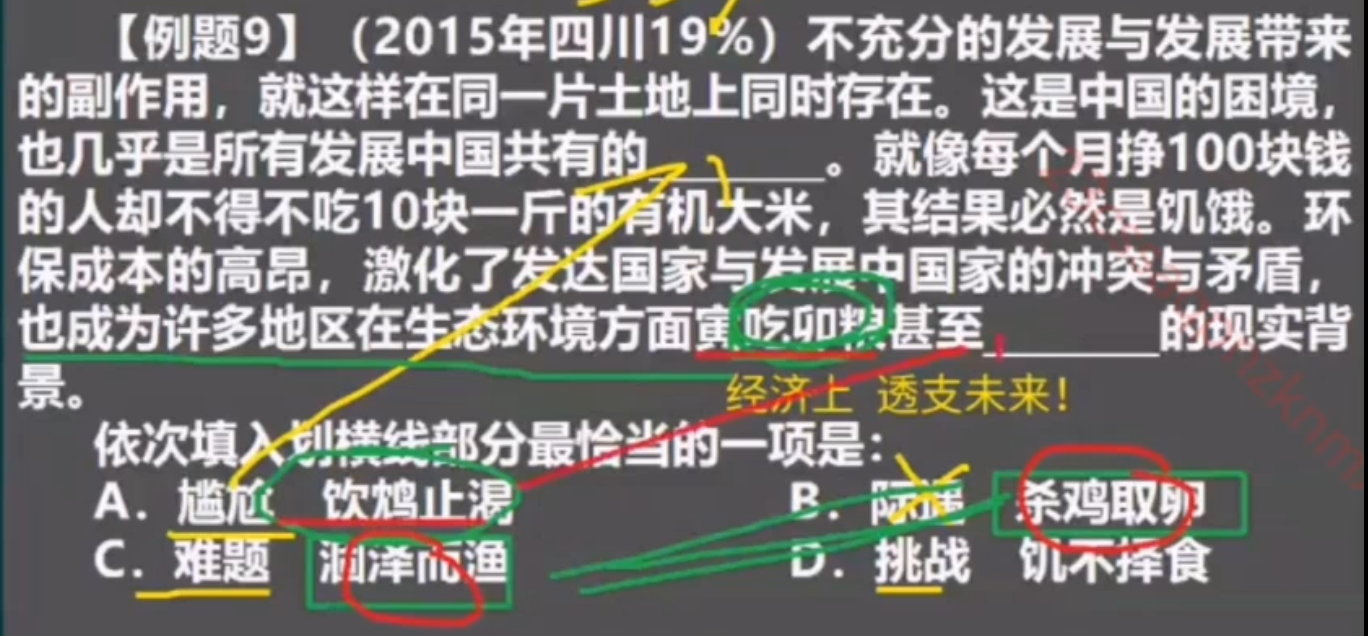 【例题9】（2015年四川19%）不充分的发展与发展带来
的副作用，就这样在同一片土地上同时存在。这是中国的困境，
也几乎是所有发展中国共有的______。就像每个月挣100块钱
的人却不得不吃10块一斤的有机大米，其结果必然是饥饿。环
保成本的高昂，激化了发达国家与发展中国家的冲突与矛盾，
也成为许多地区在生态环境方面寅吃卯粮甚至______的现实背
景。
经济上 透支未来！
依次填入划横线部分最恰当的一项是：
A．尴尬 饮鸩止渴 B．际遇 杀鸡取卵
C．难题 涸泽而渔 D．挑战 饥不择食